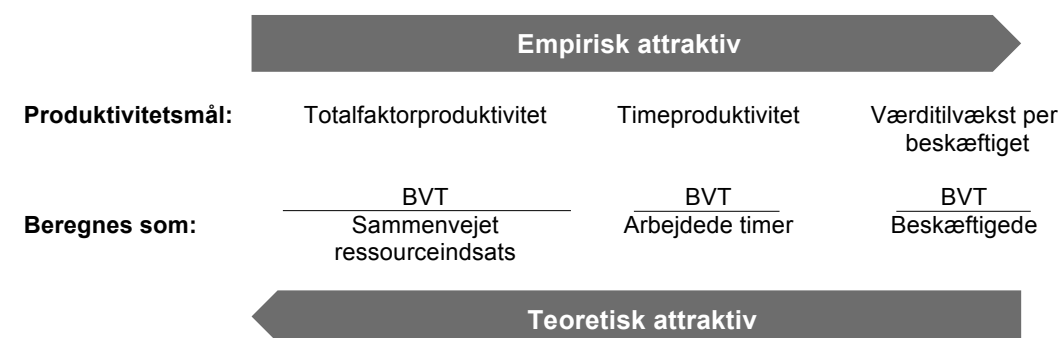 Empirisk attraktiv
Produktivitetsmål: Totalfaktorproduktivitet Timeproduktivitet Værditilvækst per
beskæftiget
BVT BVT BVT
Beregnes som: Sammenvejet Arbejdede timer Beskæftigede
ressourceindsats
Teoretisk attraktiv